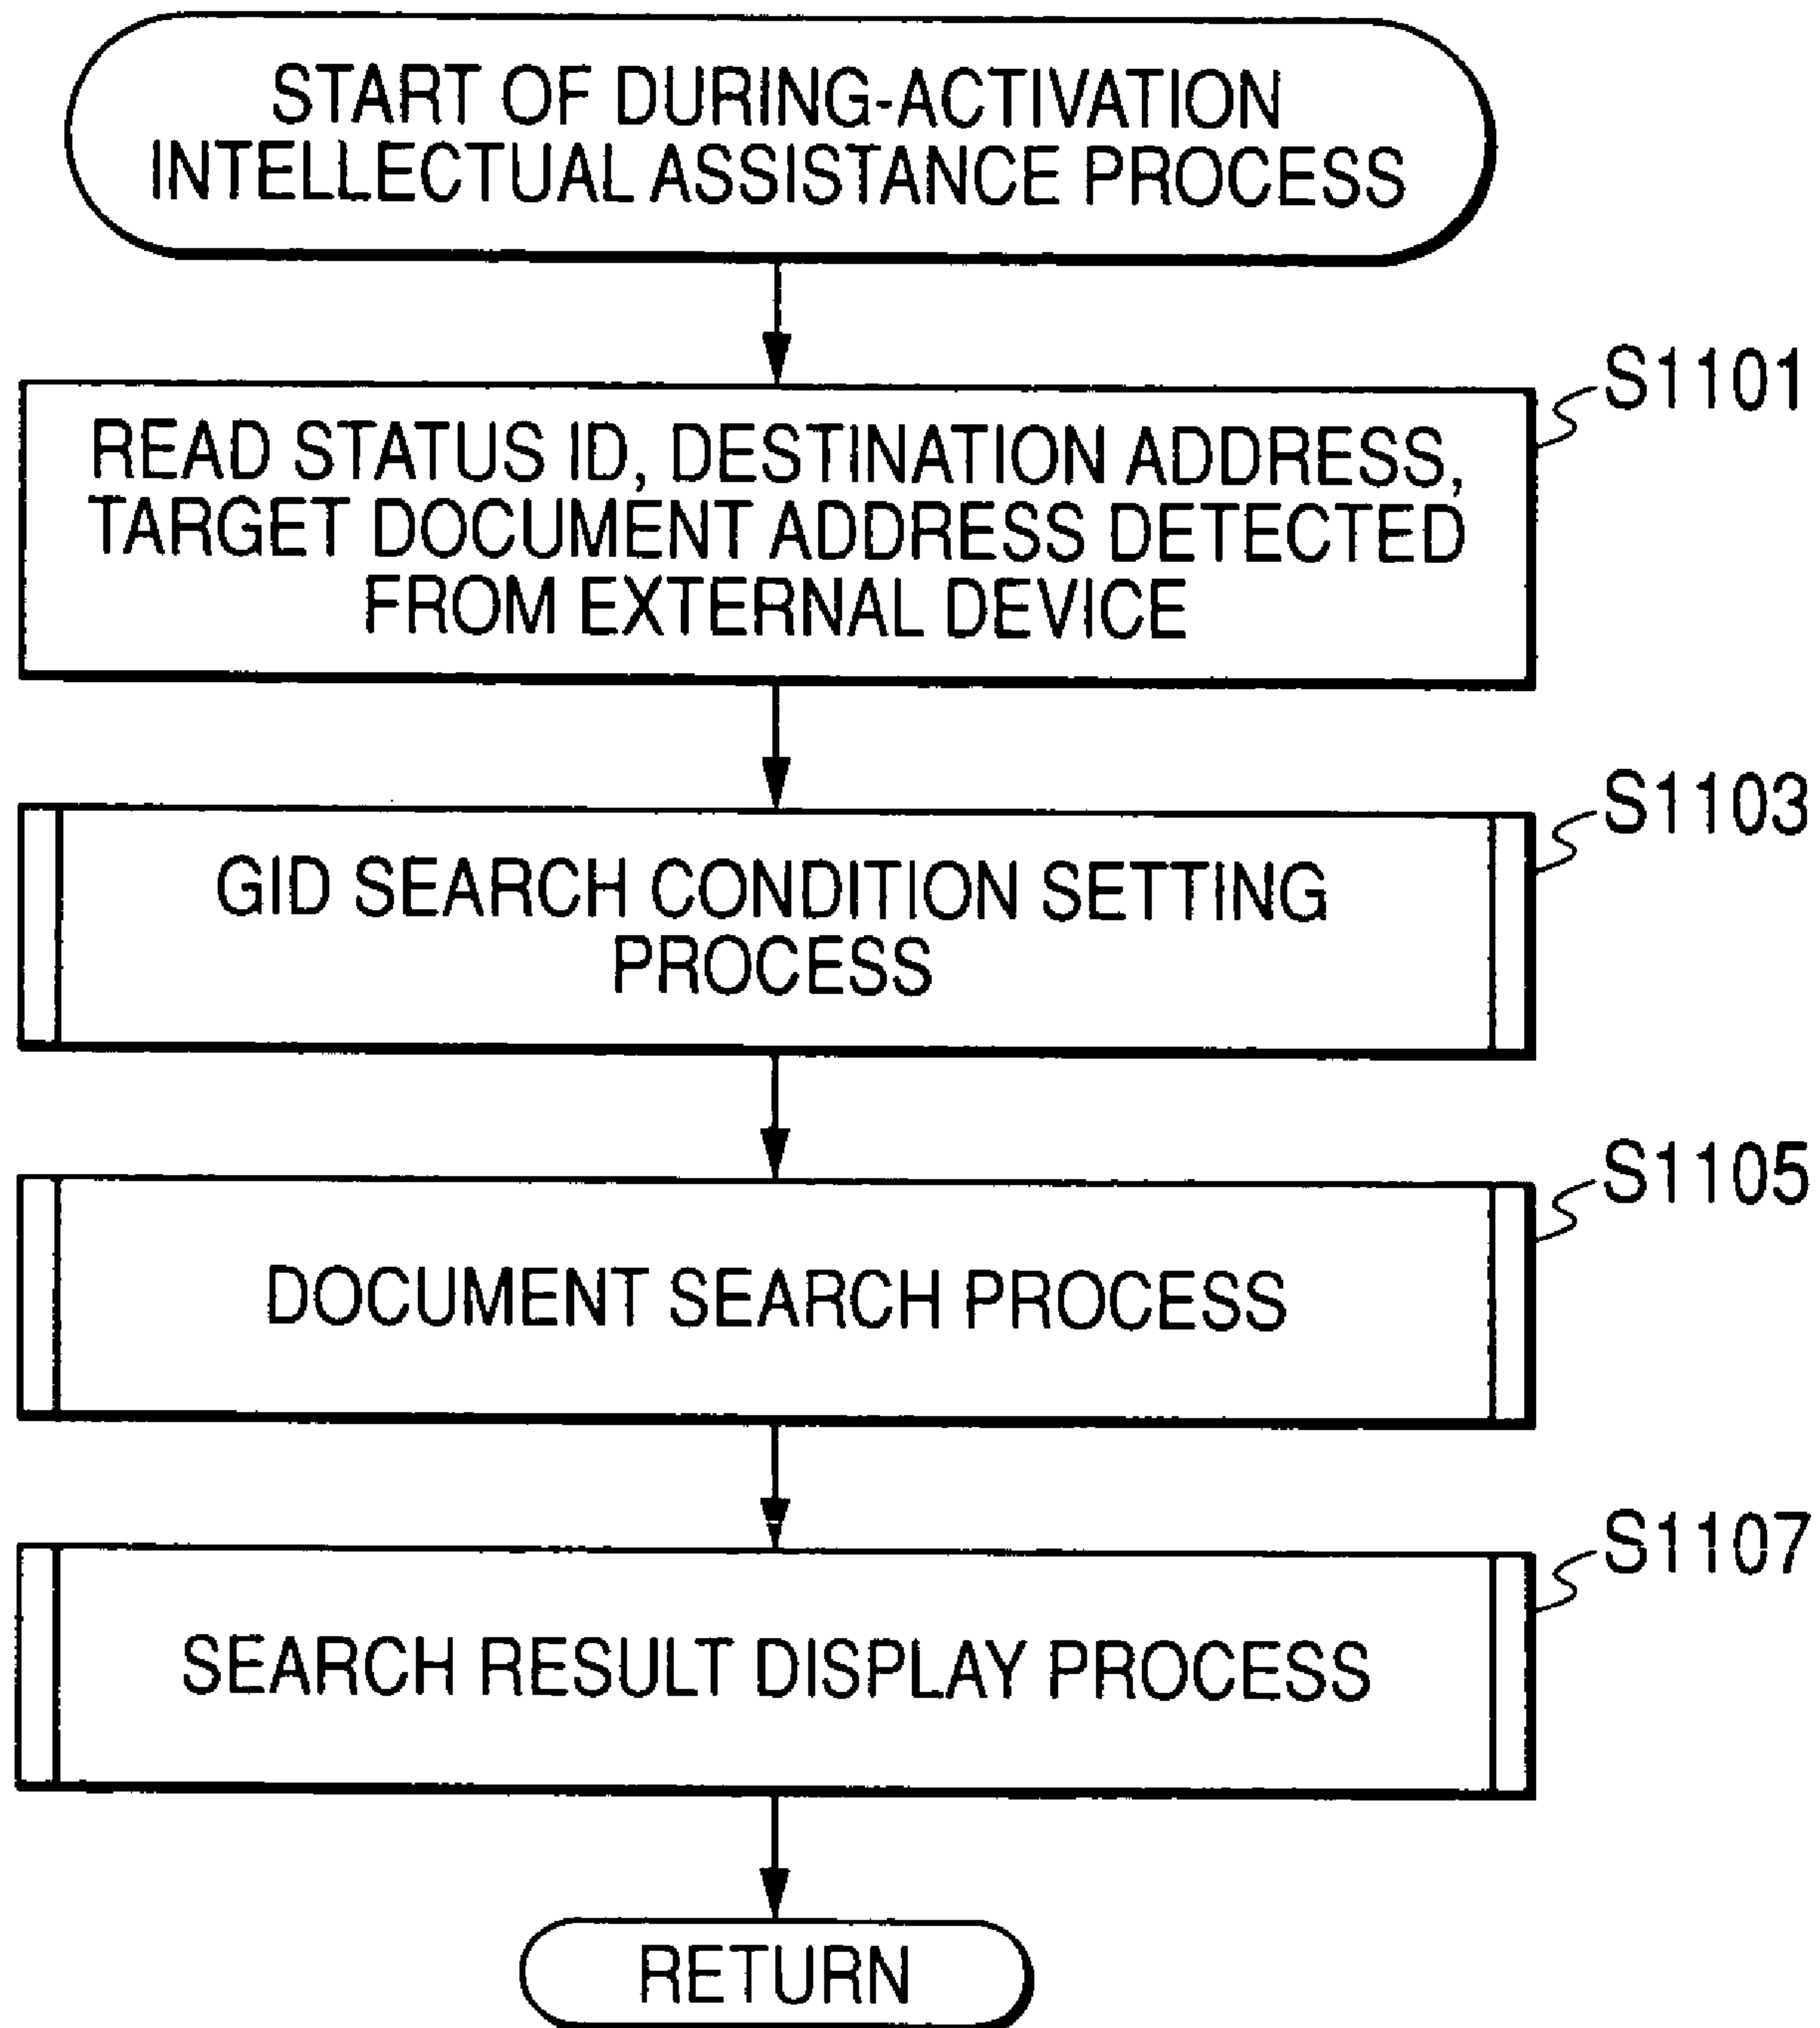 START OF DURING-ACTIVATION
INTELLECTUAL ASSISTANCE PROCESS
S1101
READ STATUS ID, DESTINATION ADDRESS,
TARGET DOCUMENT ADDRESS DETECTED
FROM EXTERNAL DEVICE
S1103
GID SEARCH CONDITION SETTING
PROCESS
S1105
DOCUMENT SEARCH PROCESS
S1107
SEARCH RESULT DISPLAY PROCESS
RETURN